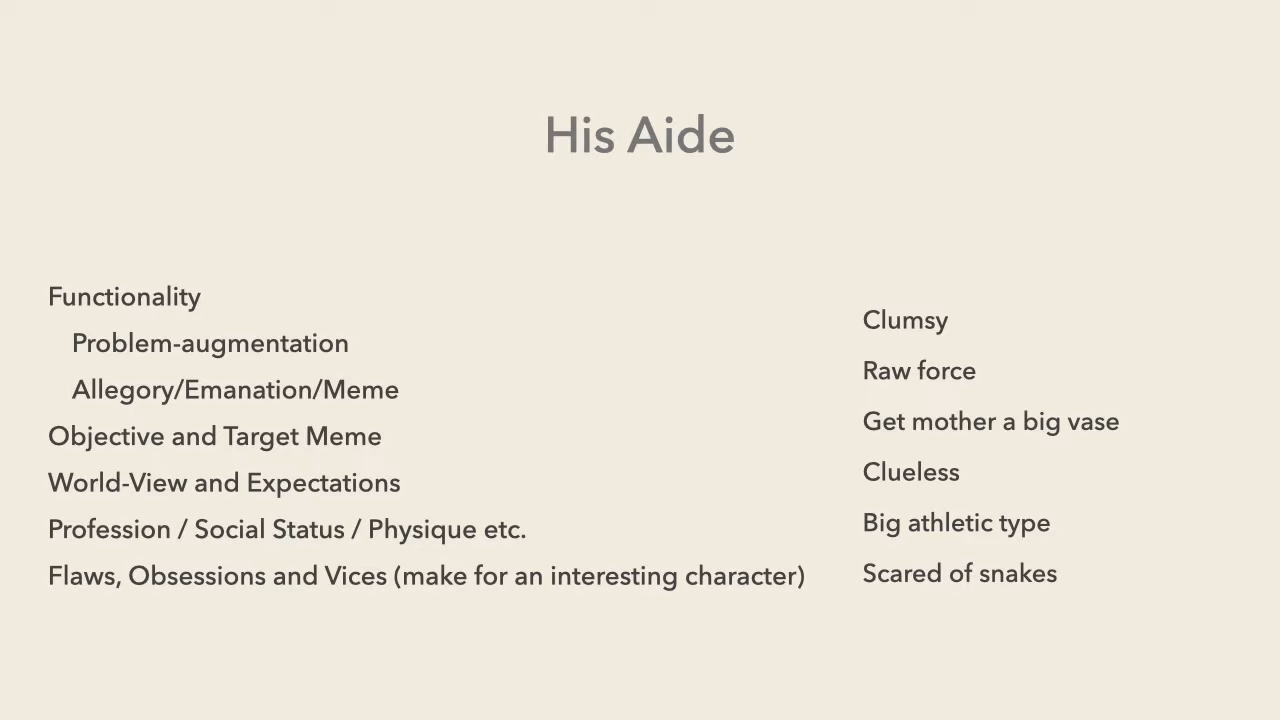 His Aide
Functionality
Problem-augmentation
Allegory/Emanation/Meme
Objective and Target Meme
World-View and Expectations
Profession / Social Status / Physique etc.
Flaws, Obsessions and Vices (make for an interesting character)
Clumsy
Raw force
Get mother a big vase
Clueless
Big athletic type
Scared of snakes